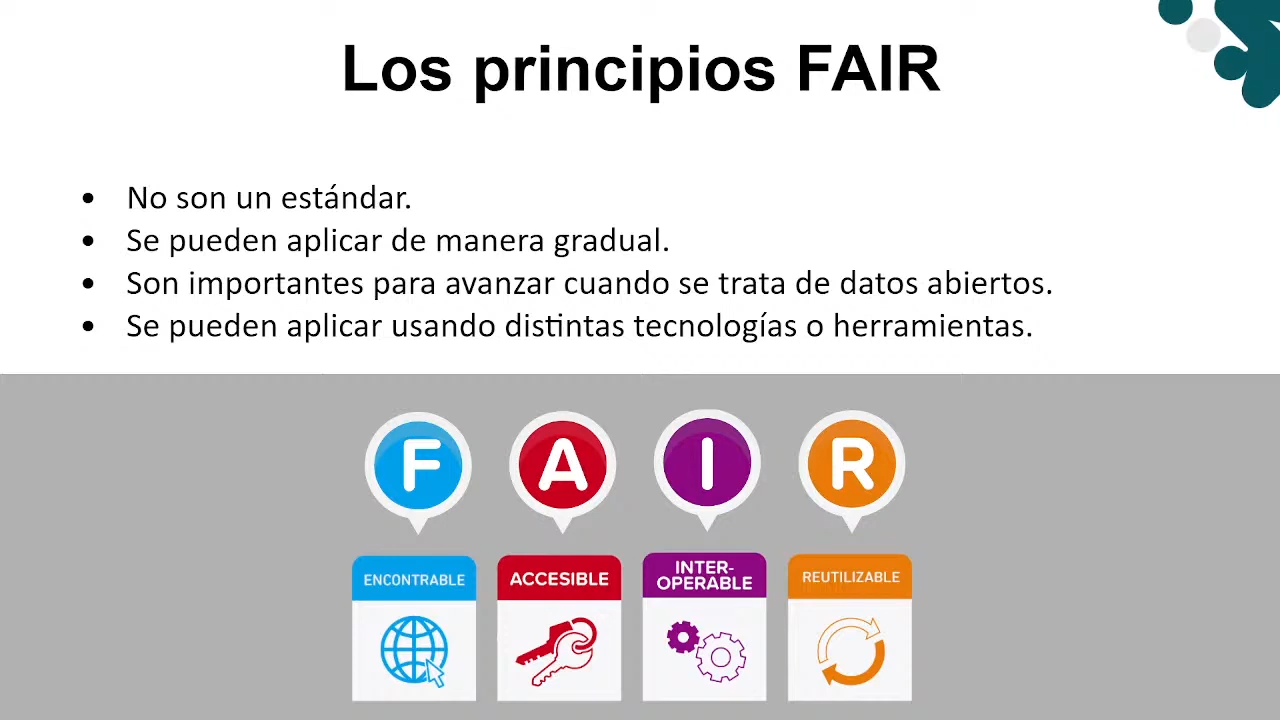 Los principios FAIR
• No son un estándar.
• Se pueden aplicar de manera gradual.
• Son importantes para avanzar cuando se trata de datos abiertos.
• Se pueden aplicar usando distintas tecnologías o herramientas.
F A I R
ENCONTRABLE
ACCESIBLE
INTER-
OPERABLE
REUTILIZABLE